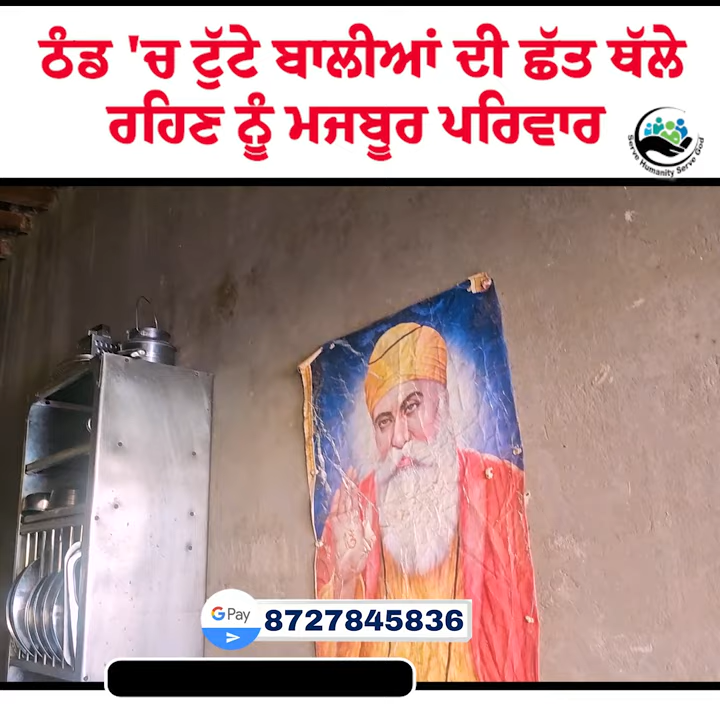 ਠੰਡ 'ਚ ਟੁੱਟੇ ਬਾਲੀਆਂ ਦੀ ਛੱਤ ਥੱਲੇ
ਰਹਿਣ ਨੂੰ ਮਜਬੂਰ ਪਰਿਵਾਰ
Serve Humanity Serve God
G Pay 8727845836